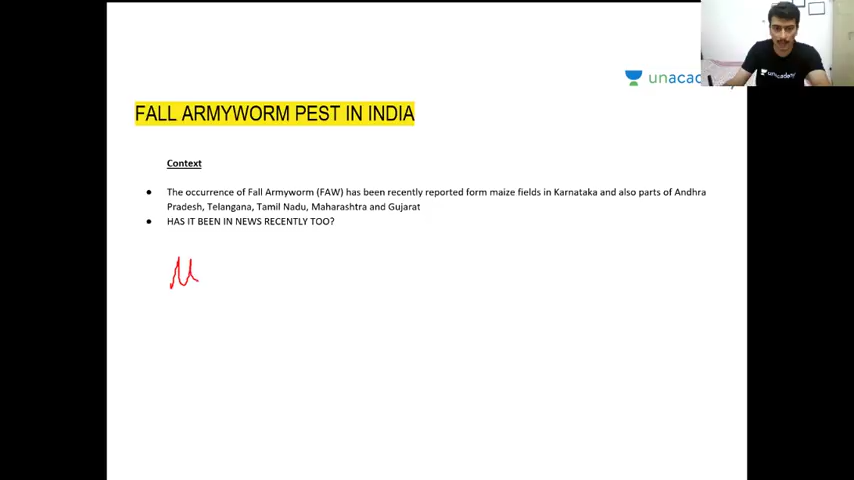 unacad
unacademy
FALL ARMYWORM PEST IN INDIA
Context
● The occurrence of Fall Armyworm (FAW) has been recently reported form maize fields in Karnataka and also parts of Andhra
Pradesh, Telangana, Tamil Nadu, Maharashtra and Gujarat
● HAS IT BEEN IN NEWS RECENTLY TOO?